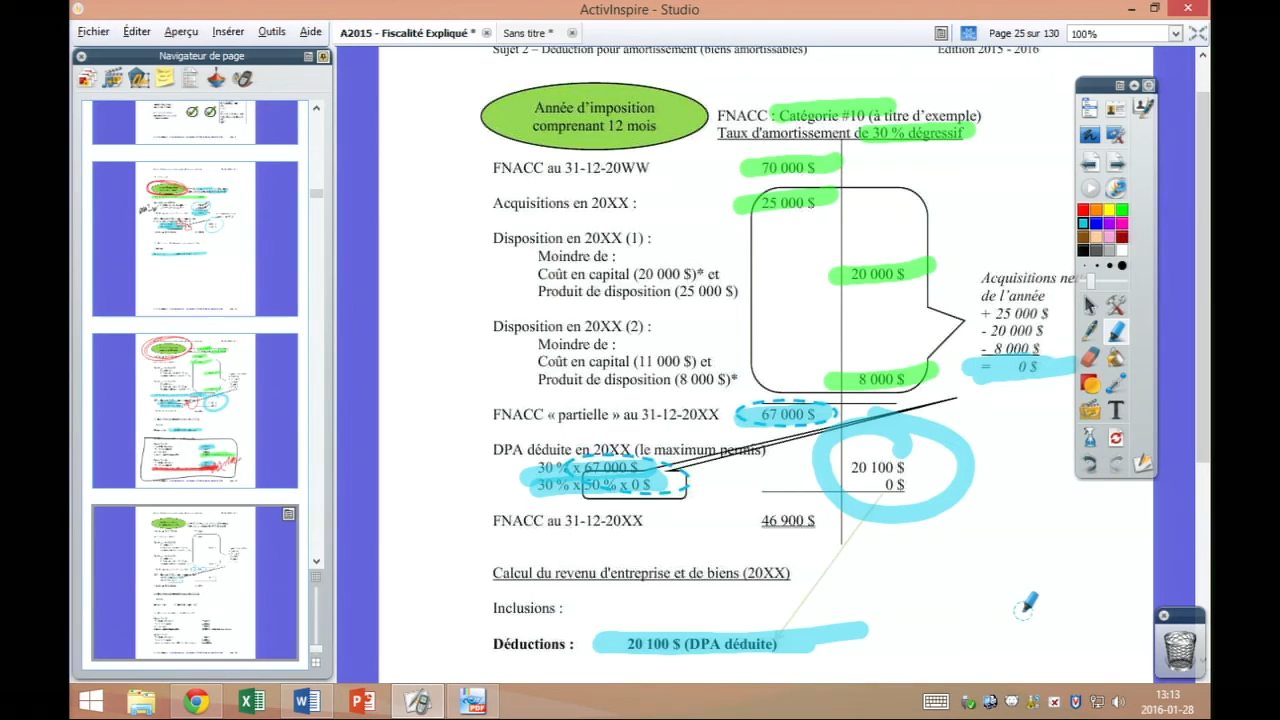 ActivInspire - Studio
Fichier Éditer Aperçu Insérer Outils Aide
A2015 - Fiscalité Expliqué *
Sans titre *
Page 25 sur 130
100%
Navigateur de page
Sujet 2 – Déduction pour amortissement (biens amortissables) Édition 2015 - 2016
Année d’imposition
comprenant 12 mois
FNACC : Catégorie #10 (à titre d’exemple)
Taux d'amortissement de 30 % dégressif
FNACC au 31-12-20WW 70 000 $
Acquisitions en 20XX : 25 000 $
Disposition en 20XX (1) :
Moindre de :
Coût en capital (20 000 $)* et 20 000 $
Produit de disposition (25 000 $)
Disposition en 20XX (2) :
Moindre de :
Coût en capital (11 000 $) et
Produit de disposition (8 000 $)* 8 000 $
Acquisitions ne
de l’année
+ 25 000 $
- 20 000 $
- 8 000 $
= 0 $
FNACC « partielle » au 31-12-20XX 67 000 $
DPA déduite en 20XX (le maximum permis)
30 % x 67 000 $ 20 100 $
30 % x 50 % x 0 $ 0 $
FNACC au 31-12-20XX 46 900 $
Calcul du revenu d’entreprise et de biens (20XX)
Inclusions :
Déductions : 20 100 $ (DPA déduite)
13:13
2016-01-28